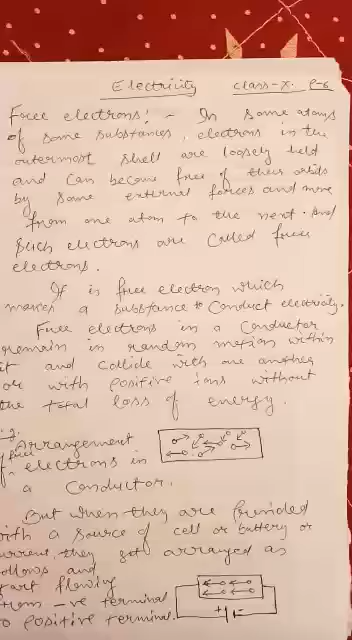 Electricity class-X. P-6
Free electrons: - In some atoms
of some substances, electrons in the
outermost shell are loosely held
and can become free of their orbits
by some external forces and move
from one atom to the next.
Such electrons are called free
electrons.
It is free electron which
makes a substance to conduct electricity.
Free electrons in a conductor
remain in random motion within
it and collide with one another
or with positive ions without
the total loss of energy.
Arrangement
of free electrons in
a conductor.
But when they are provided
with a source of cell or battery or
current, they get arranged as
follows and
start flowing
from -ve terminal
to positive terminal.
+ -